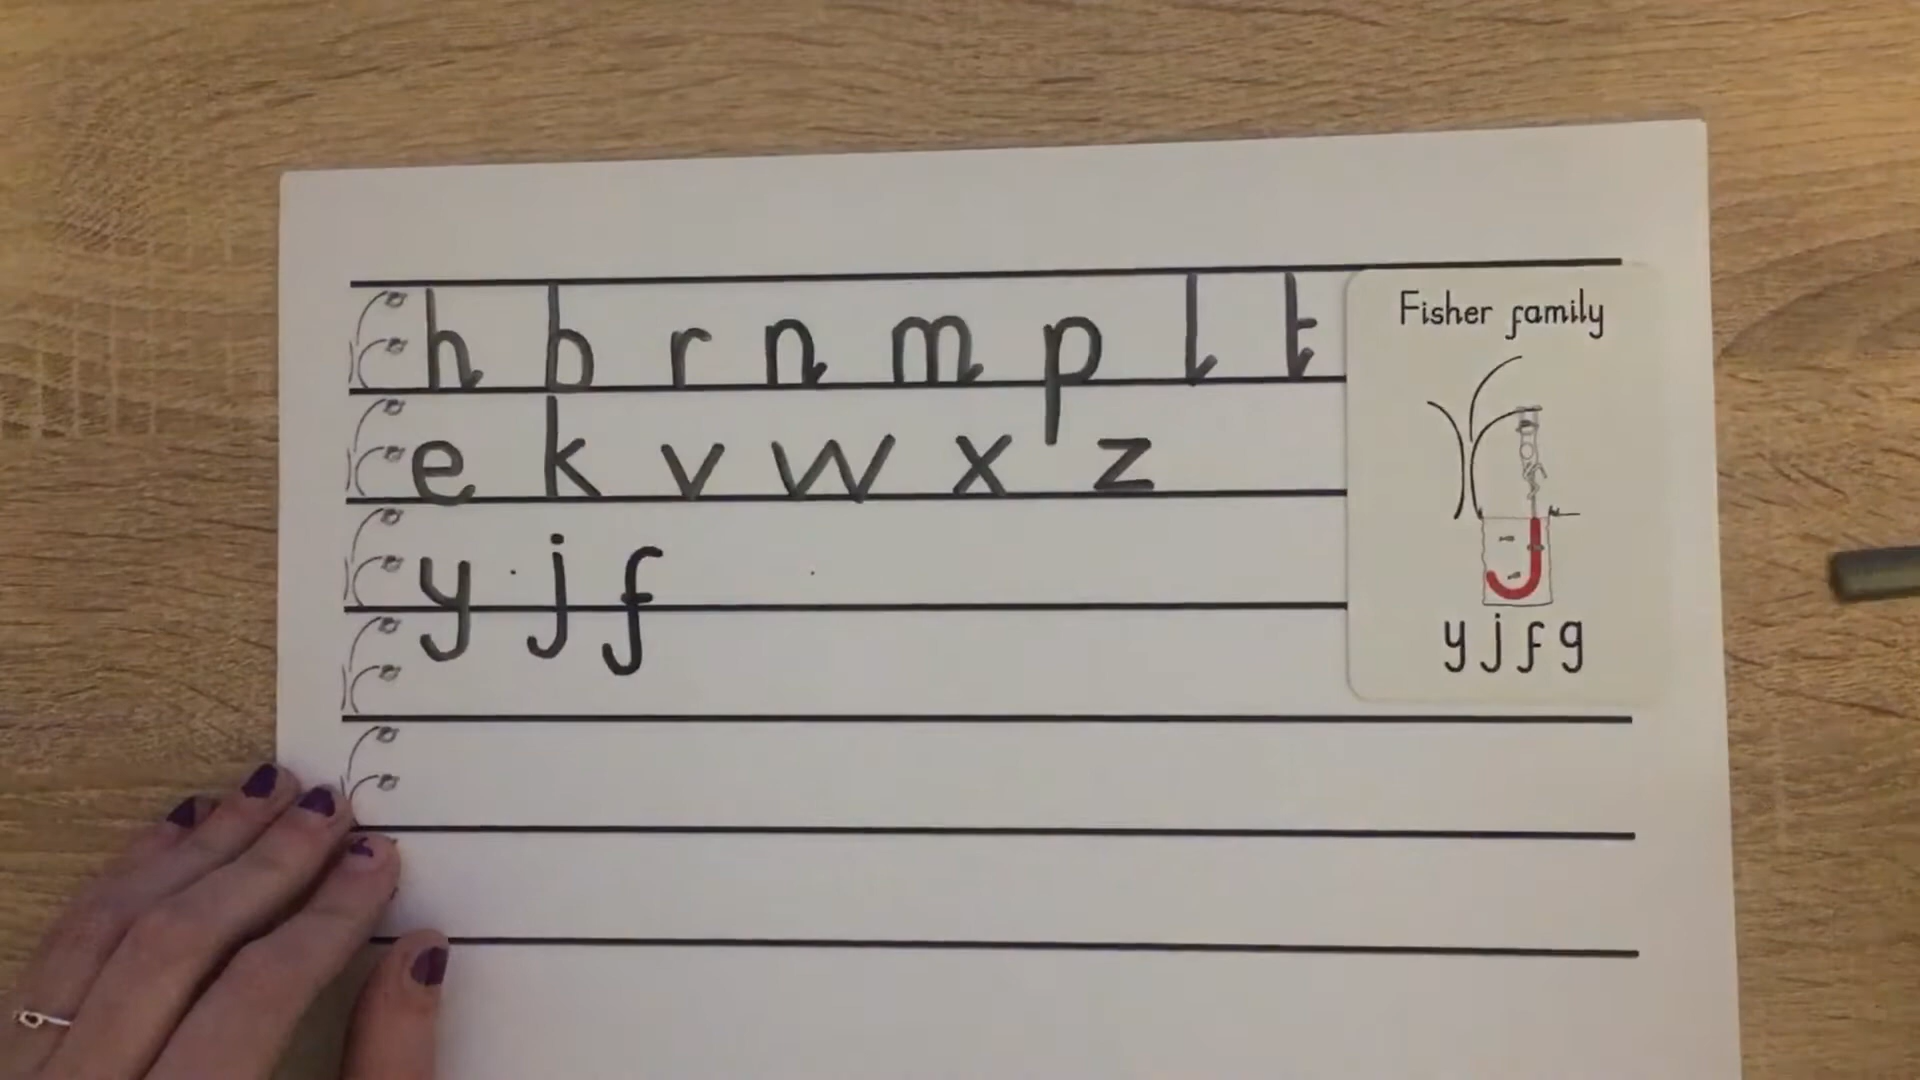 h b r n m p l t
e k v w x z
y j f
Fisher family
y j f g